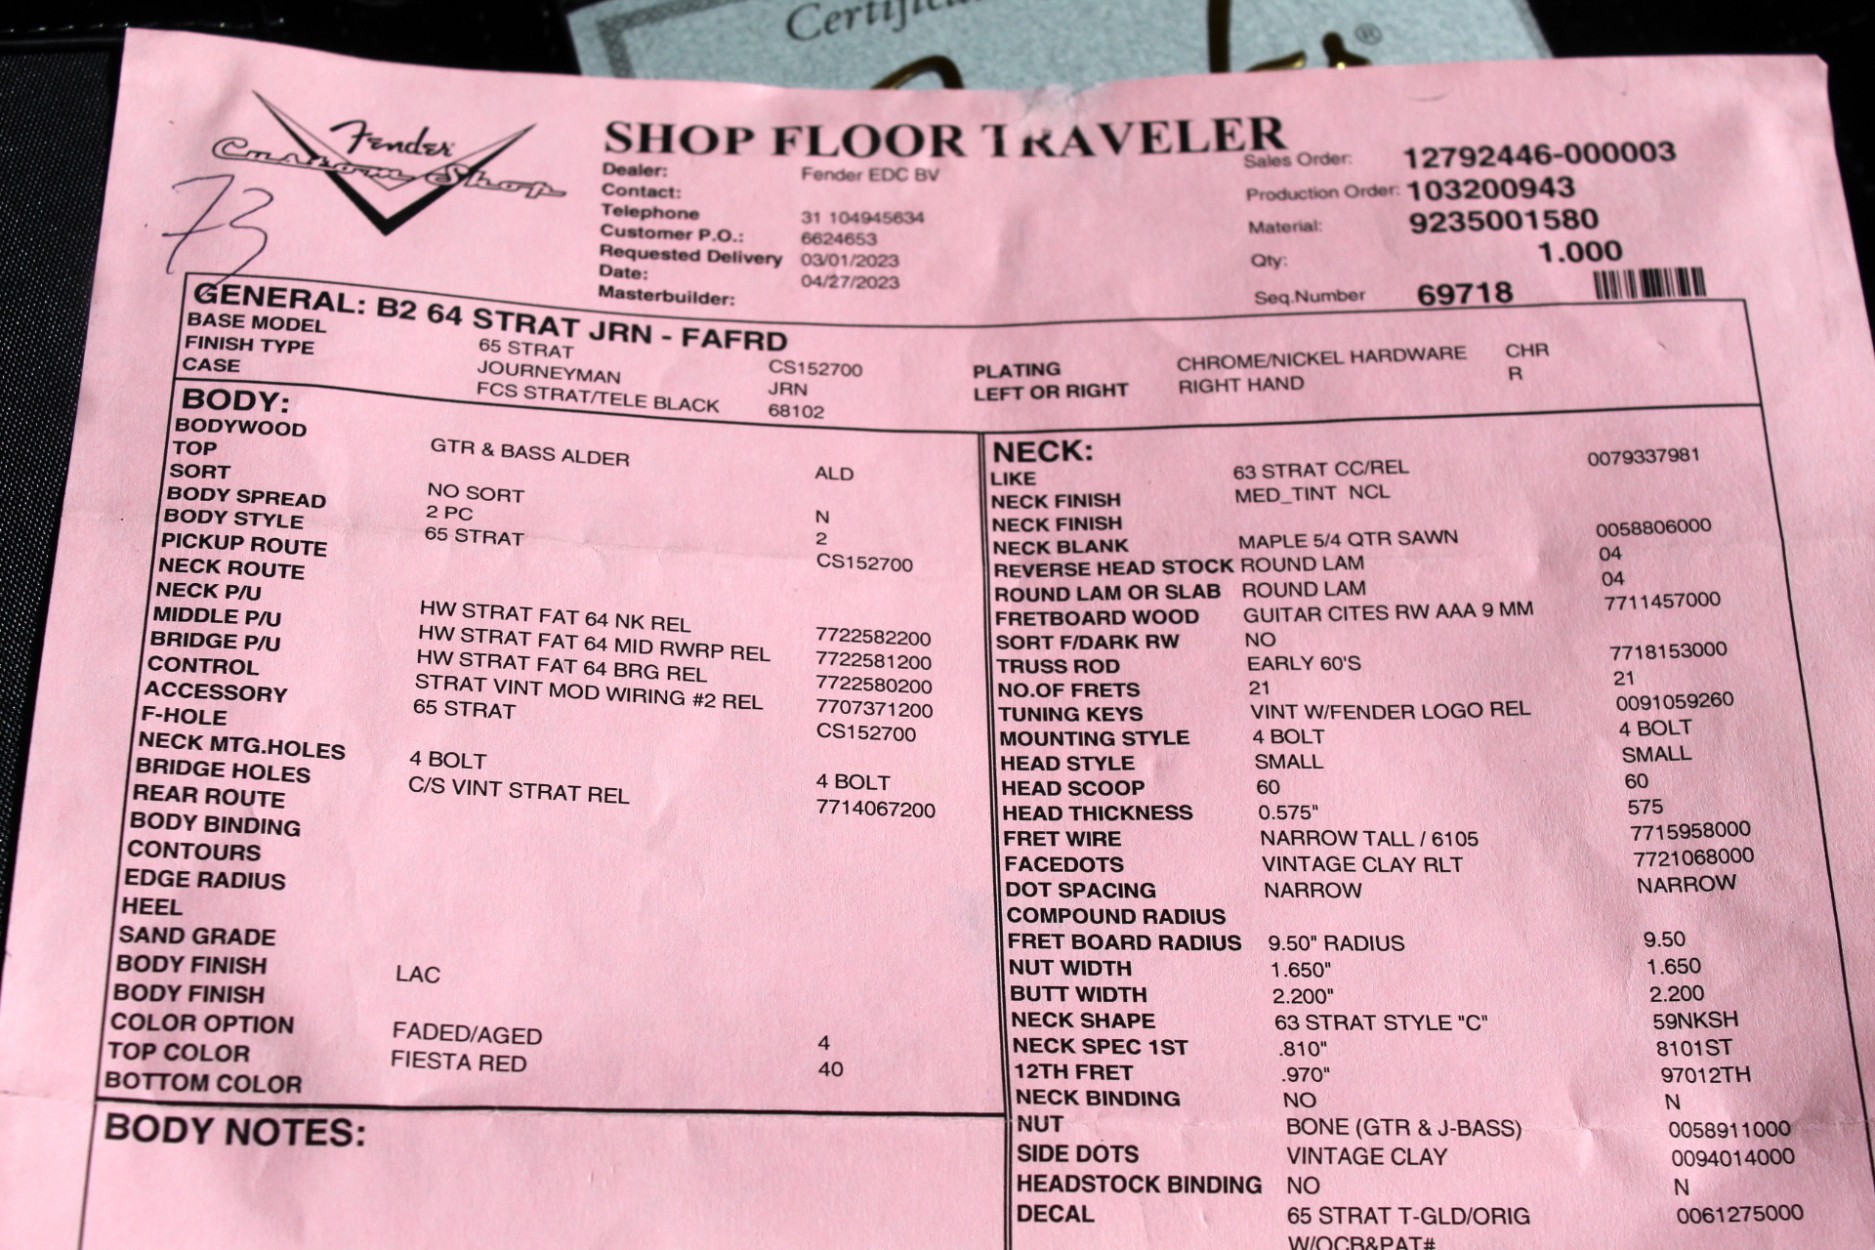 Fender
Custom Shop
73
SHOP FLOOR TRAVELER
Dealer: Fender EDC BV
Contact:
Telephone 31 104945634
Customer P.O.: 6624653
Requested Delivery 03/01/2023
Date: 04/27/2023
Masterbuilder:
Sales Order: 12792446-000003
Production Order: 103200943
Material: 9235001580
Qty: 1.000
Seq.Number 69718
GENERAL: B2 64 STRAT JRN - FAFRD
BASE MODEL 65 STRAT CS152700
FINISH TYPE JOURNEYMAN JRN
CASE FCS STRAT/TELE BLACK 68102
PLATING CHROME/NICKEL HARDWARE CHR
LEFT OR RIGHT RIGHT HAND R
BODY:
BODYWOOD GTR & BASS ALDER ALD
TOP
SORT NO SORT N
BODY SPREAD 2 PC 2
BODY STYLE 65 STRAT CS152700
PICKUP ROUTE
NECK ROUTE
NECK P/U HW STRAT FAT 64 NK REL 7722582200
MIDDLE P/U HW STRAT FAT 64 MID RWRP REL 7722581200
BRIDGE P/U HW STRAT FAT 64 BRG REL 7722580200
CONTROL STRAT VINT MOD WIRING #2 REL 7707371200
ACCESSORY 65 STRAT CS152700
F-HOLE
NECK MTG.HOLES 4 BOLT 4 BOLT
BRIDGE HOLES C/S VINT STRAT REL 7714067200
REAR ROUTE
BODY BINDING
CONTOURS
EDGE RADIUS
HEEL
SAND GRADE
BODY FINISH LAC
BODY FINISH
COLOR OPTION FADED/AGED 4
TOP COLOR FIESTA RED 40
BOTTOM COLOR
BODY NOTES:
NECK:
LIKE 63 STRAT CC/REL 0079337981
NECK FINISH MED_TINT NCL
NECK FINISH
NECK BLANK MAPLE 5/4 QTR SAWN 0058806000
REVERSE HEAD STOCK ROUND LAM 04
ROUND LAM OR SLAB ROUND LAM 04
FRETBOARD WOOD GUITAR CITES RW AAA 9 MM 7711457000
SORT F/DARK RW NO
TRUSS ROD EARLY 60'S 7718153000
NO.OF FRETS 21 21
TUNING KEYS VINT W/FENDER LOGO REL 0091059260
MOUNTING STYLE 4 BOLT 4 BOLT
HEAD STYLE SMALL SMALL
HEAD SCOOP 60 60
HEAD THICKNESS 0.575" 575
FRET WIRE NARROW TALL / 6105 7715958000
FACEDOTS VINTAGE CLAY RLT 7721068000
DOT SPACING NARROW NARROW
COMPOUND RADIUS
FRET BOARD RADIUS 9.50" RADIUS 9.50
NUT WIDTH 1.650" 1.650
BUTT WIDTH 2.200" 2.200
NECK SHAPE 63 STRAT STYLE "C" 59NKSH
NECK SPEC 1ST .810" 8101ST
12TH FRET .970" 97012TH
NECK BINDING NO N
NUT BONE (GTR & J-BASS) 0058911000
SIDE DOTS VINTAGE CLAY 0094014000
HEADSTOCK BINDING NO N
DECAL 65 STRAT T-GLD/ORIG 0061275000
W/OCB&PAT#